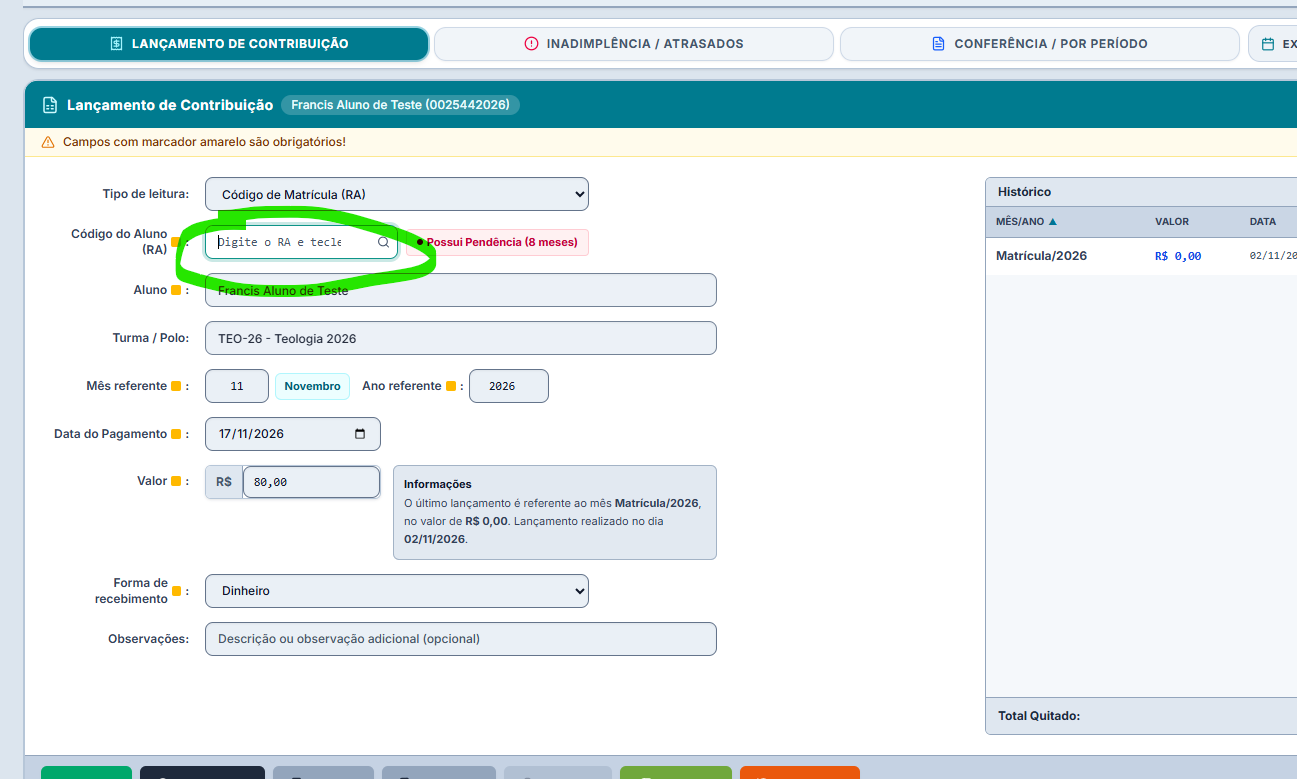 LANÇAMENTO DE CONTRIBUIÇÃO
INADIMPLÊNCIA / ATRASADOS
CONFERÊNCIA / POR PERÍODO
EX
Lançamento de Contribuição
Francis Aluno de Teste (0025442026)
Campos com marcador amarelo são obrigatórios!
Tipo de leitura:
Código de Matrícula (RA)
Código do Aluno
(RA) :
Digite o RA e tecle
Possui Pendência (8 meses)
Aluno :
Francis Aluno de Teste
Turma / Polo:
TEO-26 - Teologia 2026
Mês referente :
11
Novembro
Ano referente :
2026
Data do Pagamento :
17/11/2026
Valor :
R$
80,00
Informações
O último lançamento é referente ao mês Matrícula/2026,
no valor de R$ 0,00. Lançamento realizado no dia
02/11/2026.
Forma de
recebimento :
Dinheiro
Observações:
Descrição ou observação adicional (opcional)
Histórico
MÊS/ANO ▲
VALOR
DATA
Matrícula/2026
R$ 0,00
02/11/20
Total Quitado: